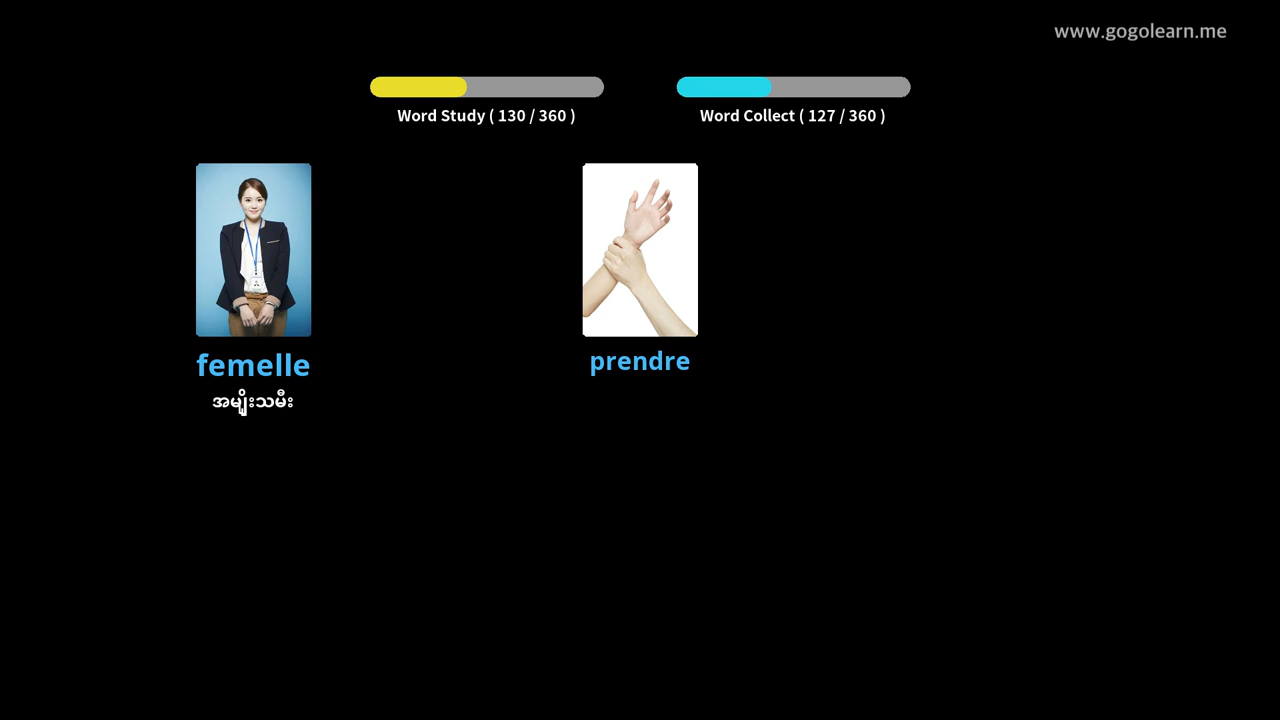 www.gogolearn.me
Word Study ( 130 / 360 )
Word Collect ( 127 / 360 )
femelle
အမျိုးသမီး
prendre